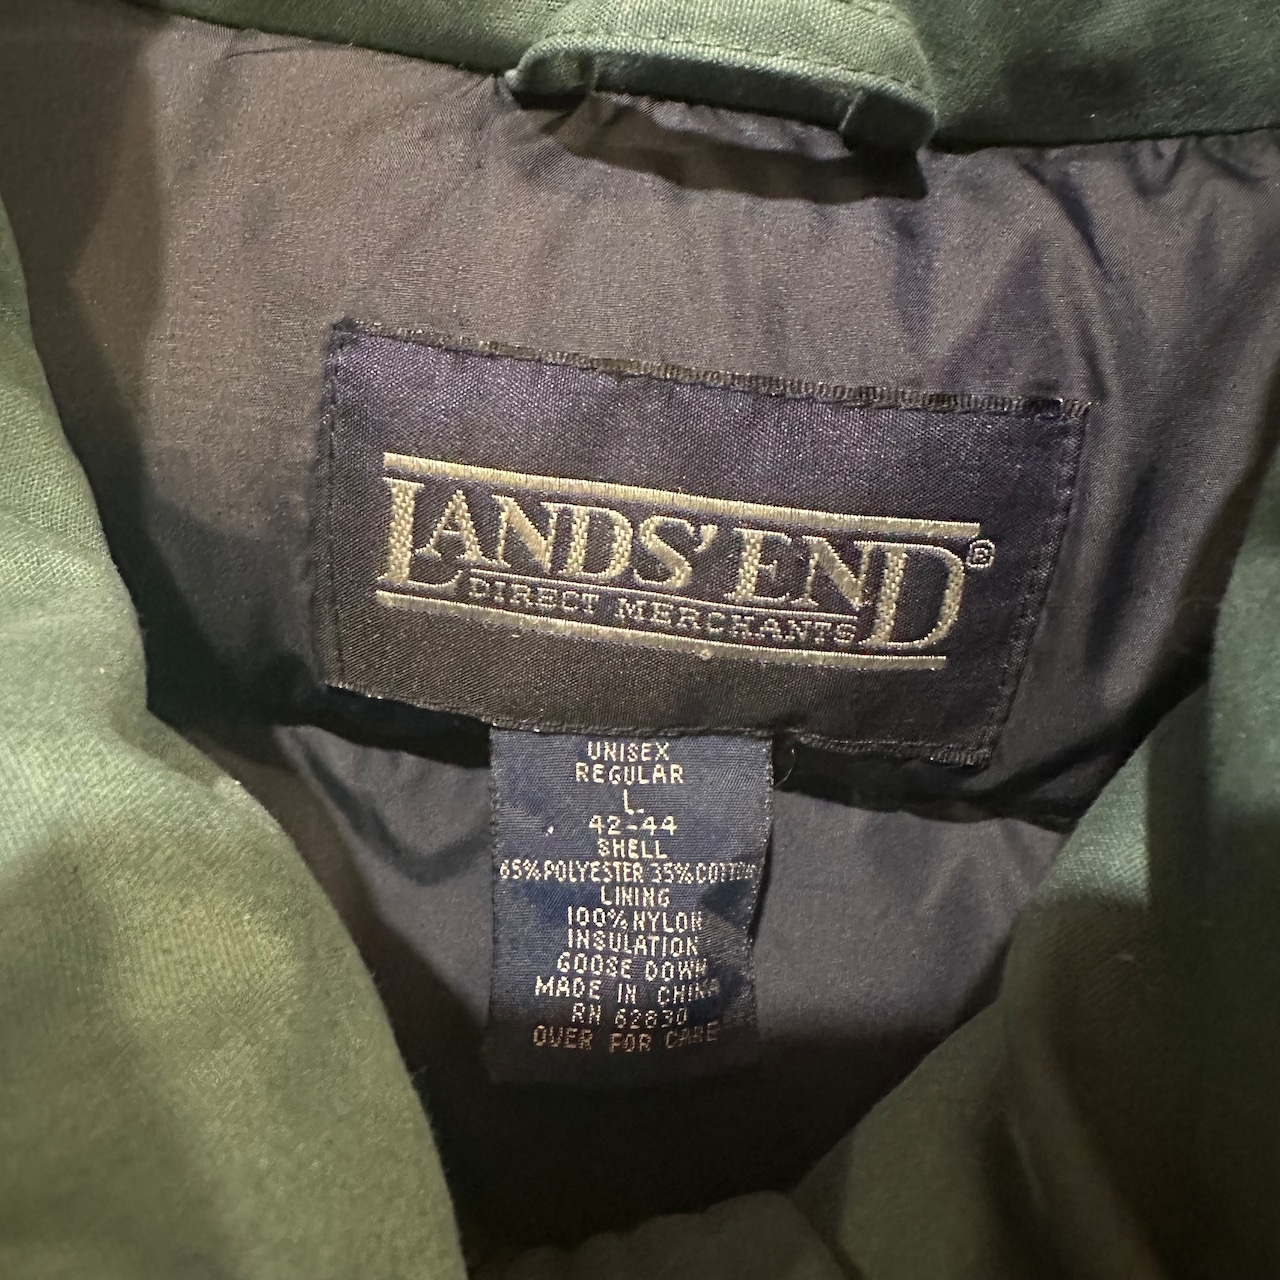 LANDS' END®
DIRECT MERCHANTS
UNISEX
REGULAR
L.
42-44
SHELL
65%POLYESTER 35%COTTON
LINING
100%NYLON
INSULATION
GOOSE DOWN
MADE IN CHINA
RN 62830
OVER FOR CARE